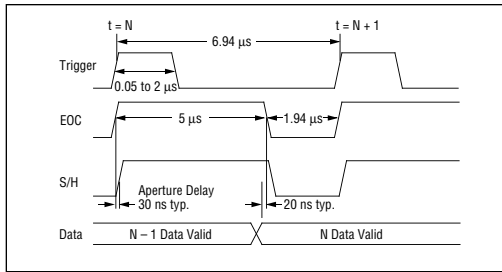 t = N
t = N + 1
6.94 µs
Trigger
0.05 to 2 µs
EOC
5 µs
1.94 µs
S/H
Aperture Delay
30 ns typ.
20 ns typ.
Data
N – 1 Data Valid
N Data Valid